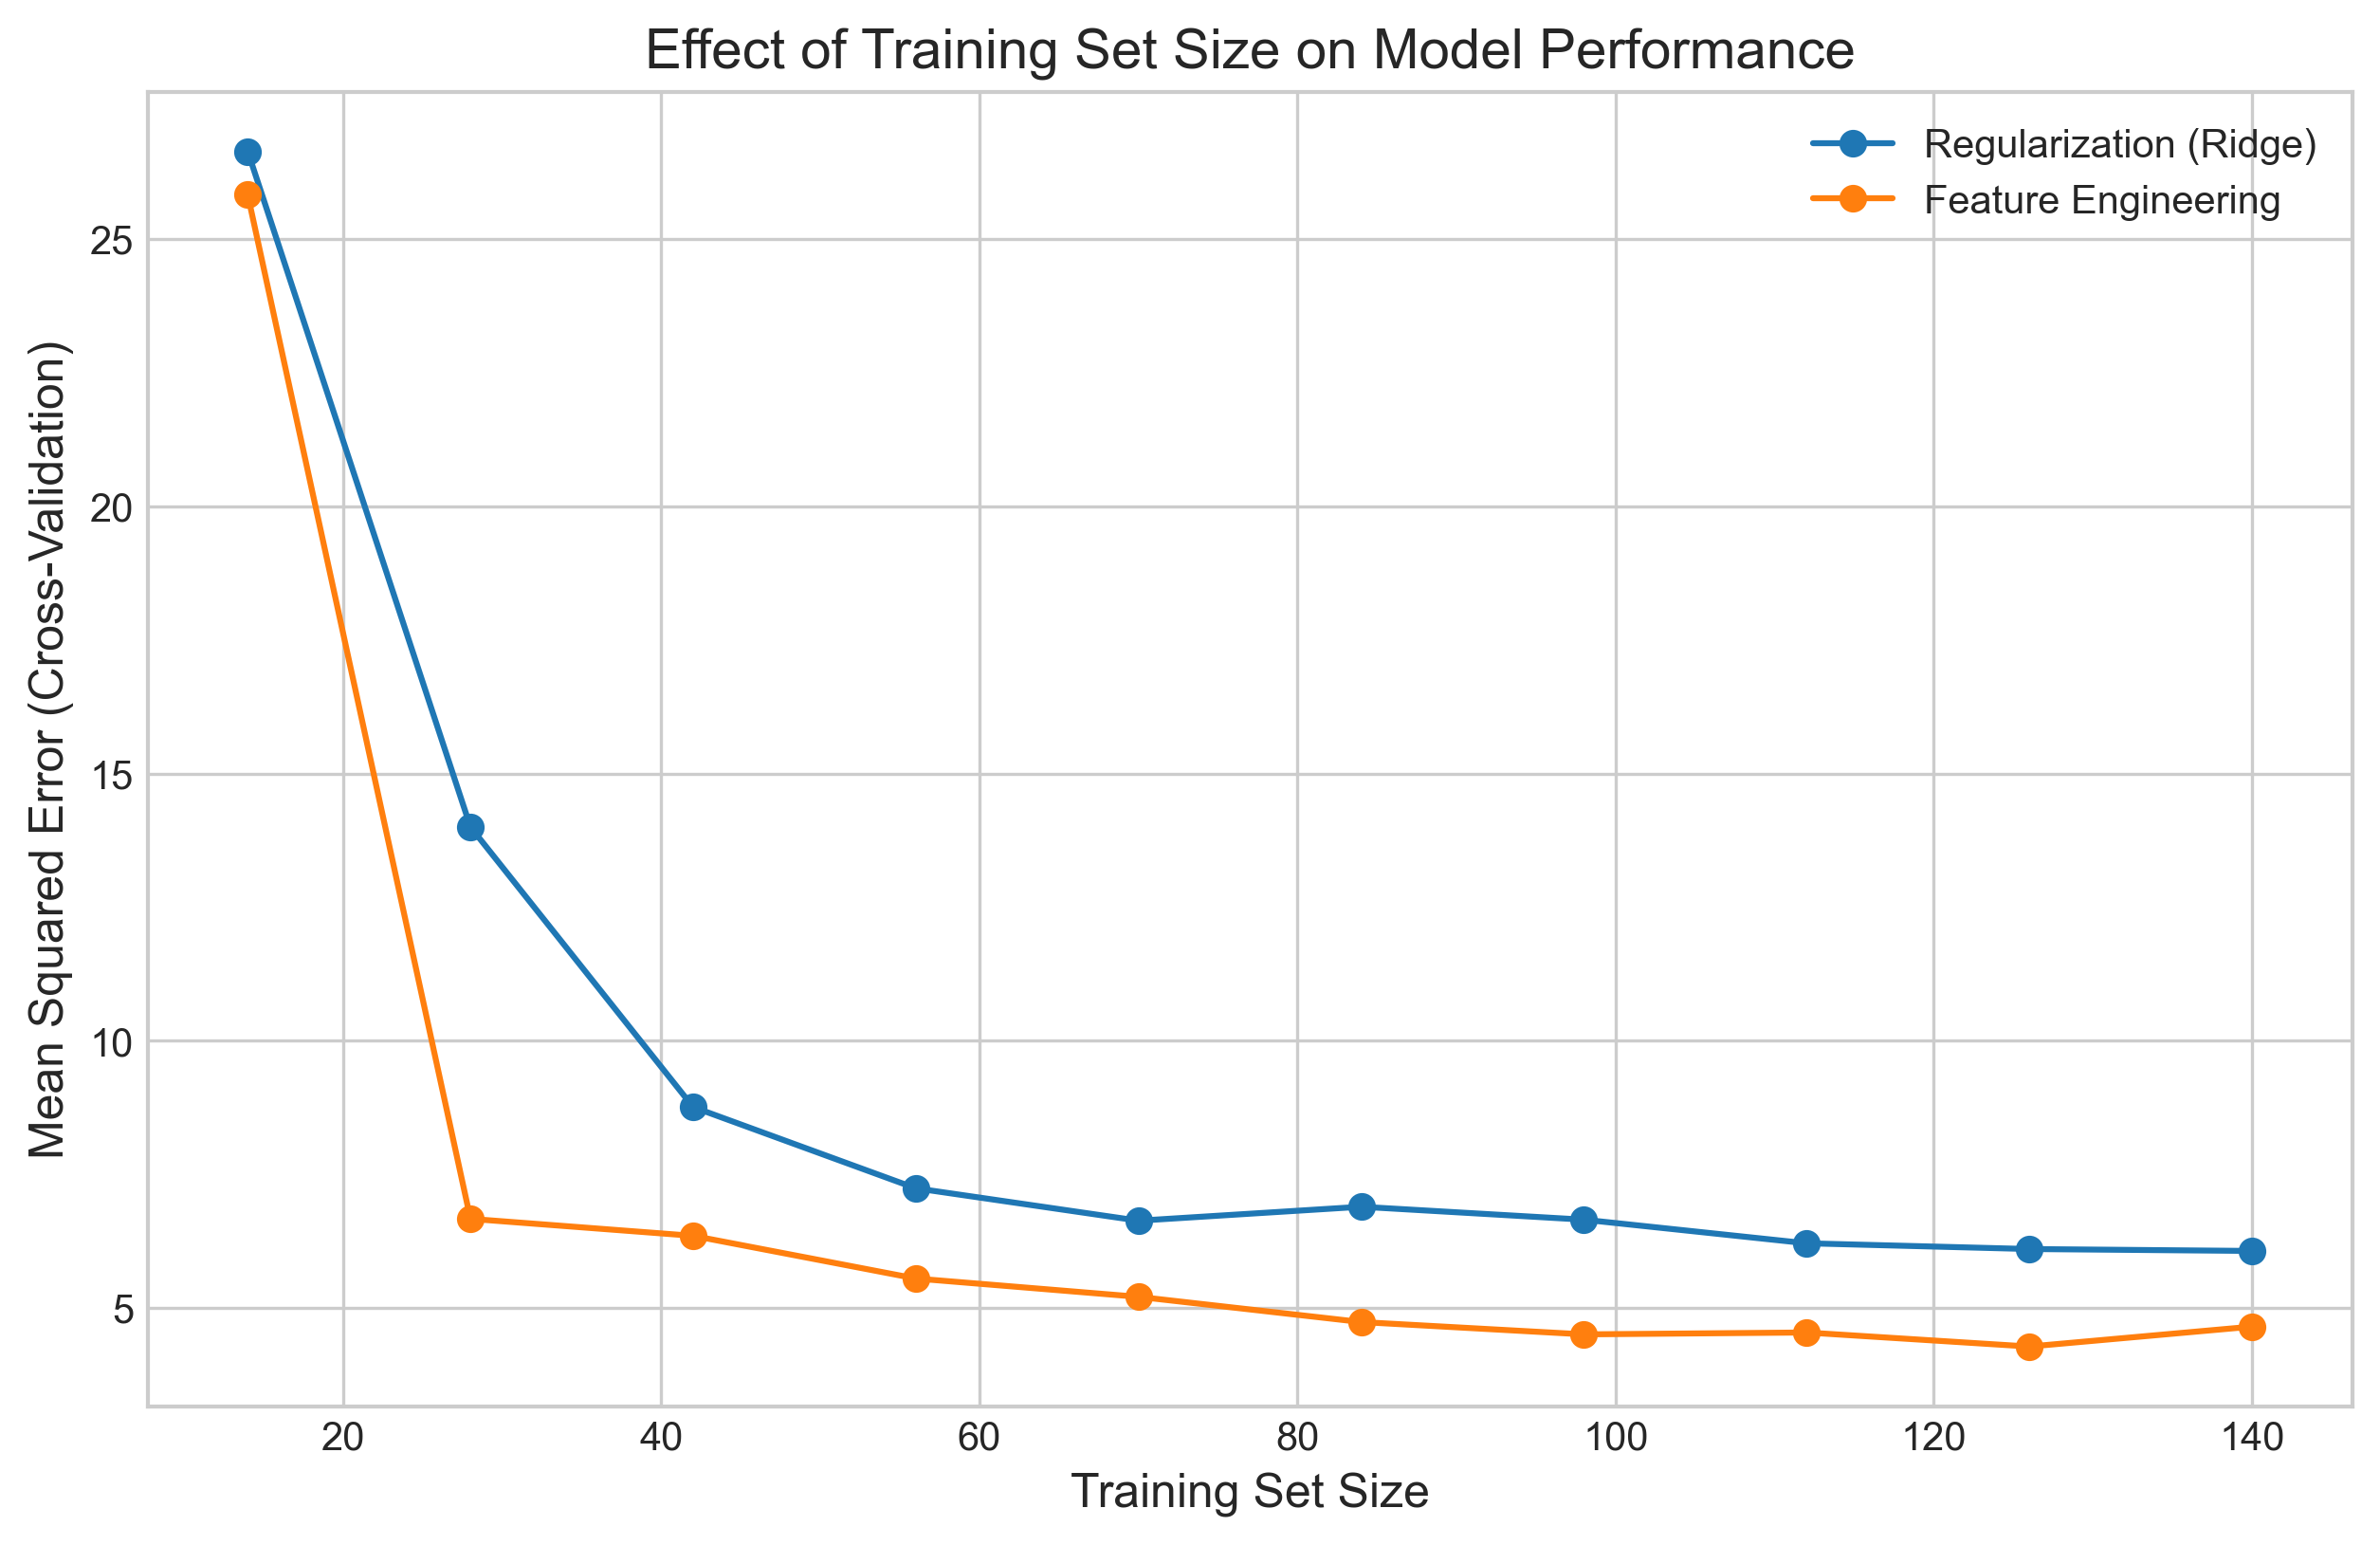 Effect of Training Set Size on Model Performance
Regularization (Ridge)
Feature Engineering
Mean Squared Error (Cross-Validation)
25
20
15
10
5
20 40 60 80 100 120 140
Training Set Size